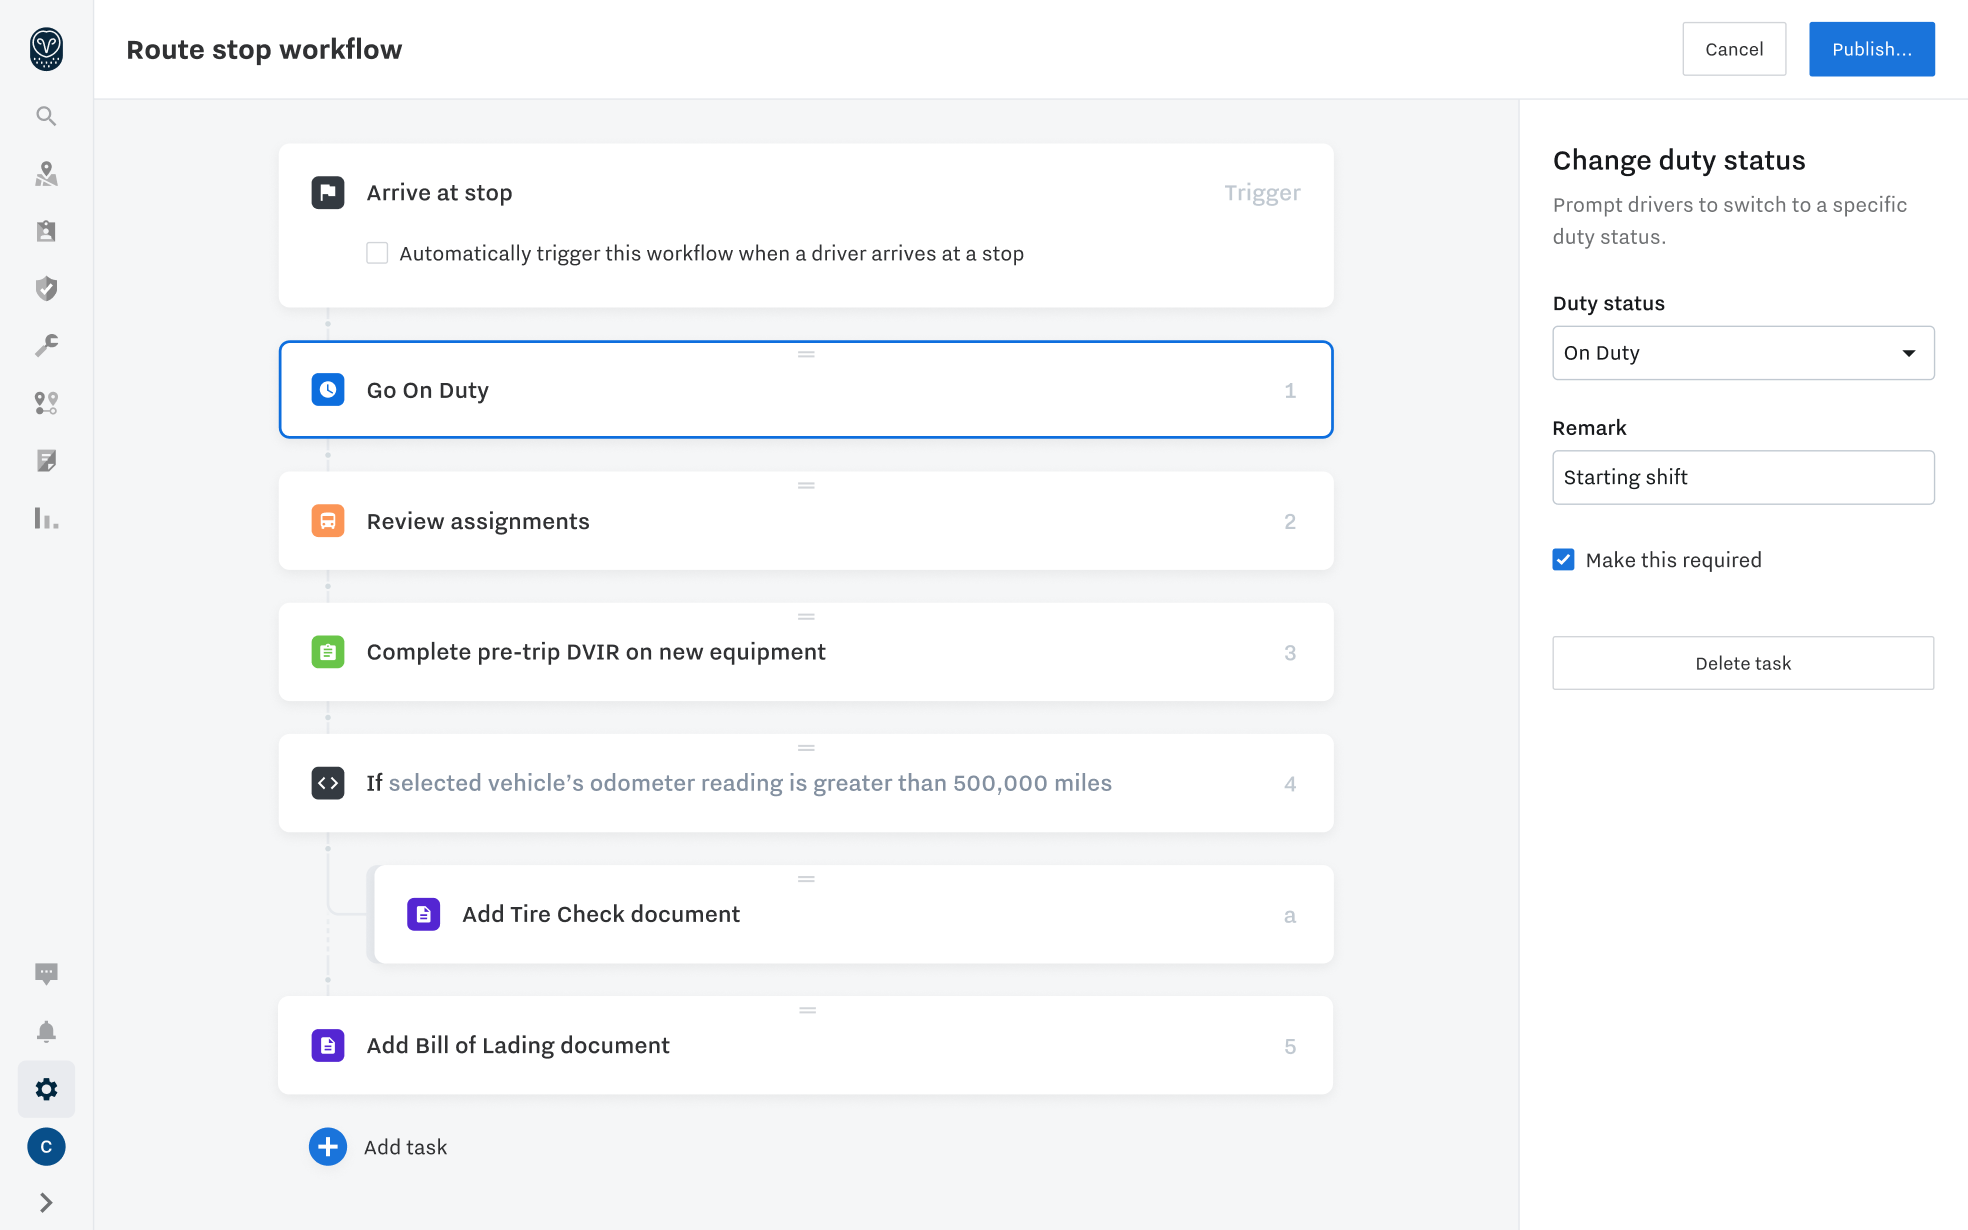 Route stop workflow
Cancel
Publish...
Arrive at stop
Trigger
Automatically trigger this workflow when a driver arrives at a stop
Go On Duty
1
Review assignments
2
Complete pre-trip DVIR on new equipment
3
If selected vehicle’s odometer reading is greater than 500,000 miles
4
Add Tire Check document
a
Add Bill of Lading document
5
Add task
Change duty status
Prompt drivers to switch to a specific
duty status.
Duty status
On Duty
Remark
Starting shift
Make this required
Delete task
C